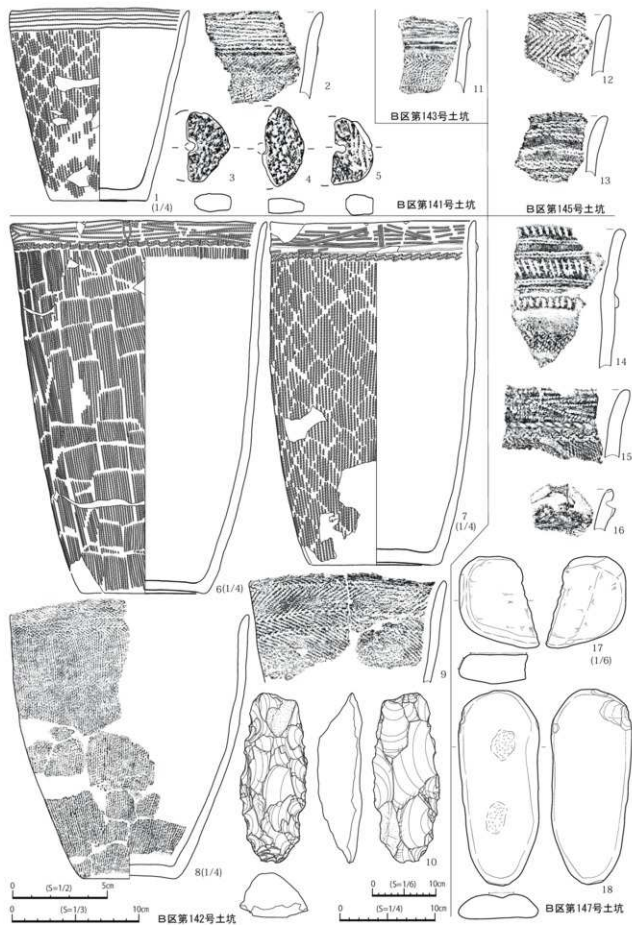 1
(1/4)
2
3
4
5
B区第141号土坑
11
B区第143号土坑
12
13
B区第145号土坑
6(1/4)
7
(1/4)
14
15
16
8(1/4)
9
10
0 (S=1/2) 5cm
0 (S=1/3) 10cm
B区第142号土坑
0 (S=1/6) 10cm
0 (S=1/4) 10cm
17
(1/6)
18
B区第147号土坑